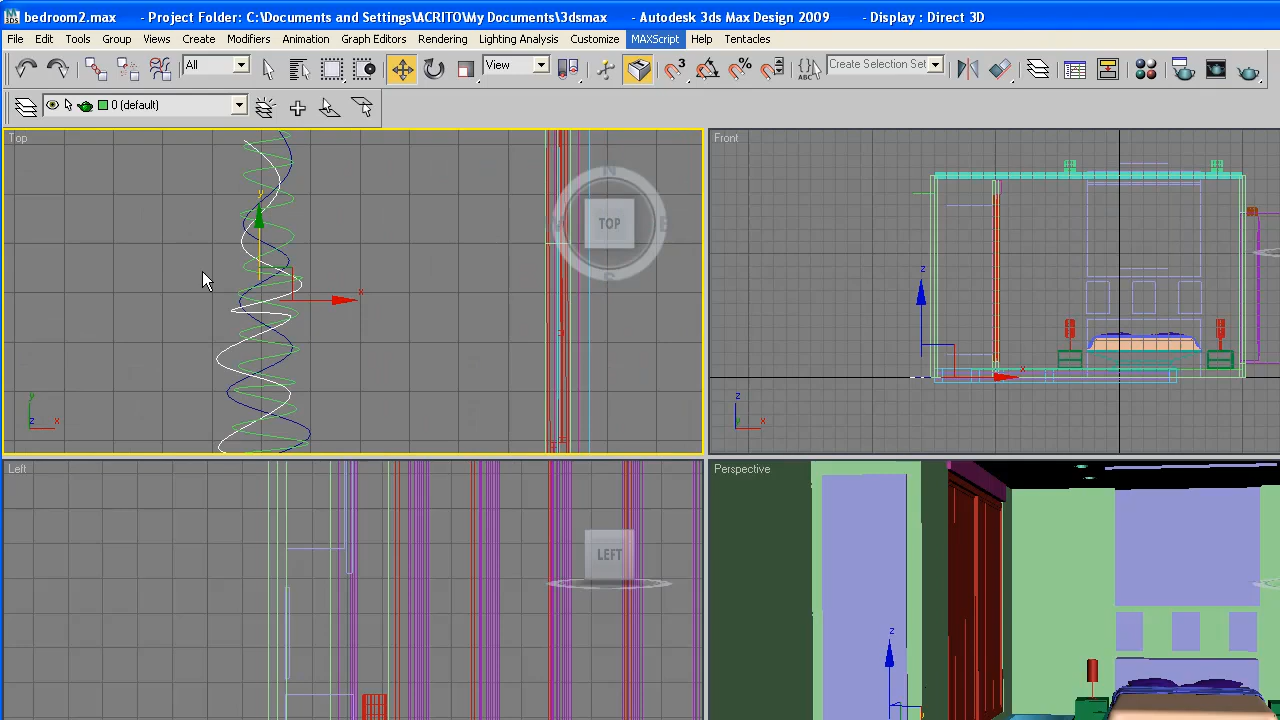 bedroom2.max - Project Folder: C:\Documents and Settings\ACRITO\My Documents\3dsmax - Autodesk 3ds Max Design 2009 - Display : Direct 3D
File Edit Tools Group Views Create Modifiers Animation Graph Editors Rendering Lighting Analysis Customize MAXScript Help Tentacles
All View 3 % ABC Create Selection Set
0 (default)
Top Front
N
TOP
S
y
x
z
x
y
z x
z
x
z
y x
Left Perspective
LEFT
z